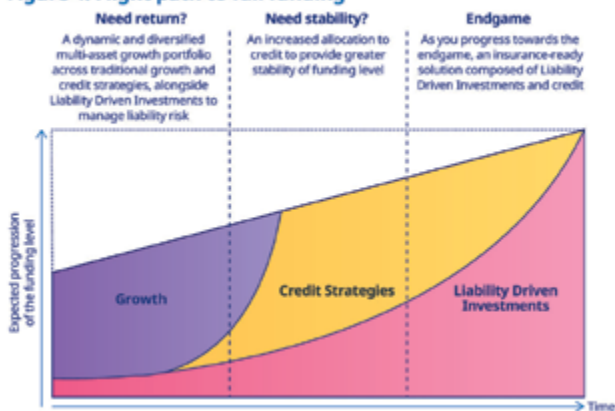 Need return?
A dynamic and diversified
multi-asset growth portfolio
across traditional growth and
credit strategies, alongside
Liability Driven Investments to
manage liability risk
Need stability?
An increased allocation to
credit to provide greater
stability of funding level
Endgame
As you progress towards the
endgame, an insurance-ready
solution composed of Liability
Driven Investments and credit
Expected progression
of the funding level
Growth
Credit Strategies
Liability Driven
Investments
Time